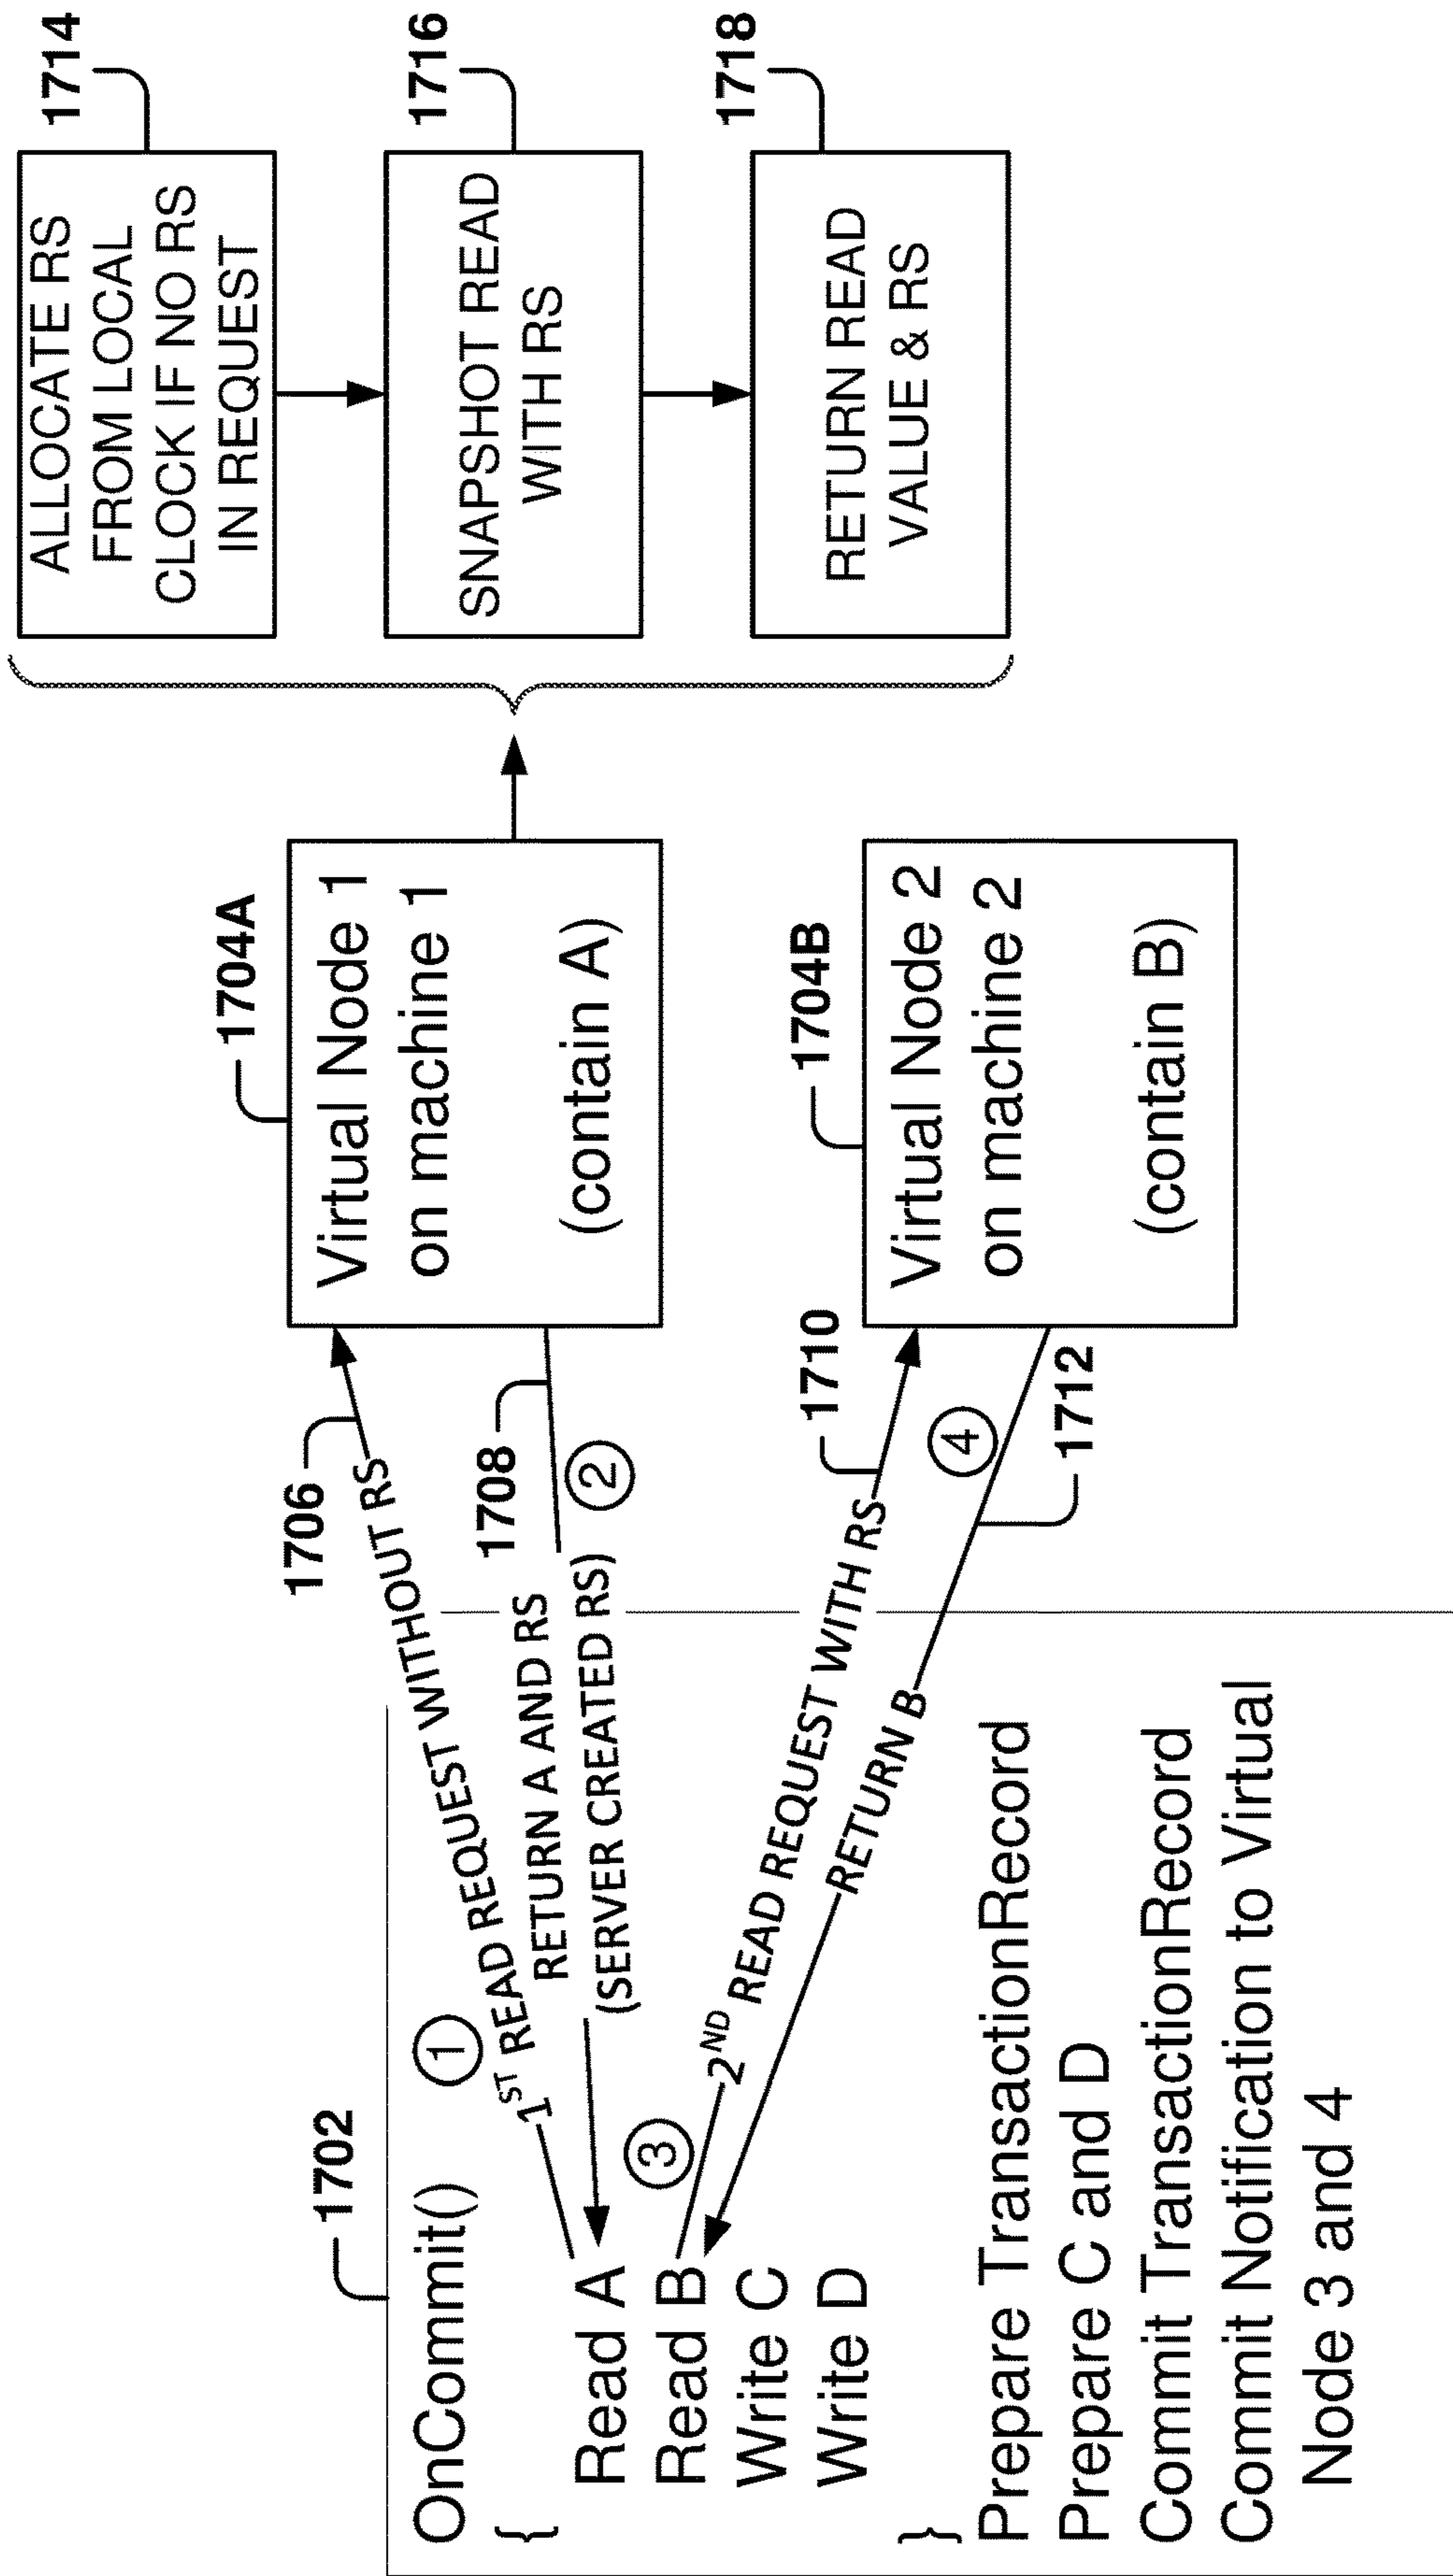 1702
OnCommit()
{
Read A
Read B
Write C
Write D
}
Prepare TransactionRecord
Prepare C and D
Commit TransactionRecord
Commit Notification to Virtual
Node 3 and 4
1
1ST READ REQUEST WITHOUT RS
1706
RETURN A AND RS
(SERVER CREATED RS)
1708
2
3
2ND READ REQUEST WITH RS
1710
RETURN B
4
1712
1704A
Virtual Node 1
on machine 1
(contain A)
1704B
Virtual Node 2
on machine 2
(contain B)
1714
ALLOCATE RS
FROM LOCAL
CLOCK IF NO RS
IN REQUEST
1716
SNAPSHOT READ
WITH RS
1718
RETURN READ
VALUE & RS